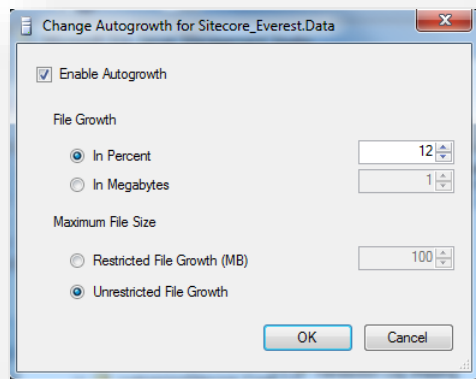 Change Autogrowth for Sitecore_Everest.Data
Enable Autogrowth
File Growth
In Percent 12
In Megabytes 1
Maximum File Size
Restricted File Growth (MB) 100
Unrestricted File Growth
OK Cancel